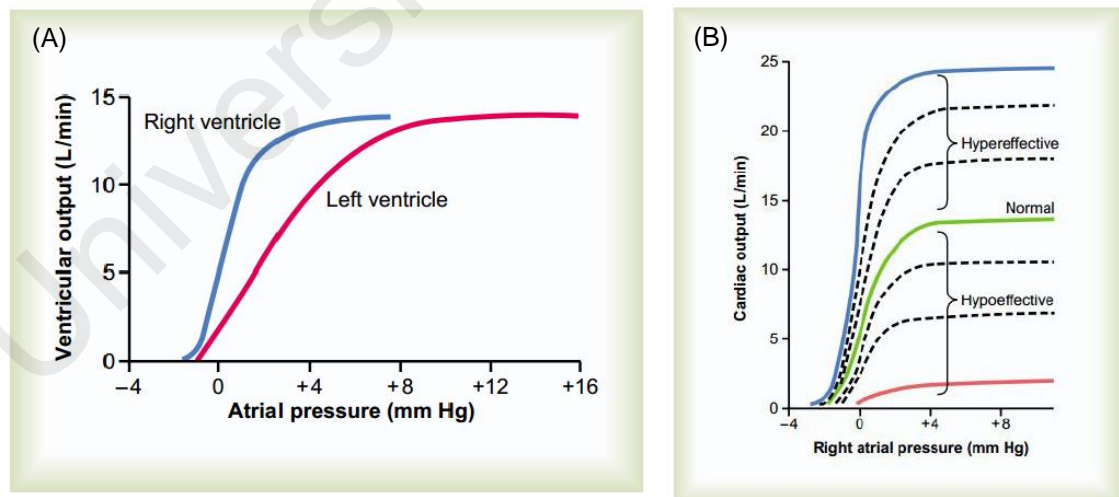 (A)
Ventricular output (L/min)
15
10
5
0
Right ventricle
Left ventricle
−4
0
+4
+8
+12
+16
Atrial pressure (mm Hg)
(B)
Cardiac output (L/min)
25
20
15
10
5
0
Hypereffective
Normal
Hypoeffective
−4
0
+4
+8
Right atrial pressure (mm Hg)
Universi